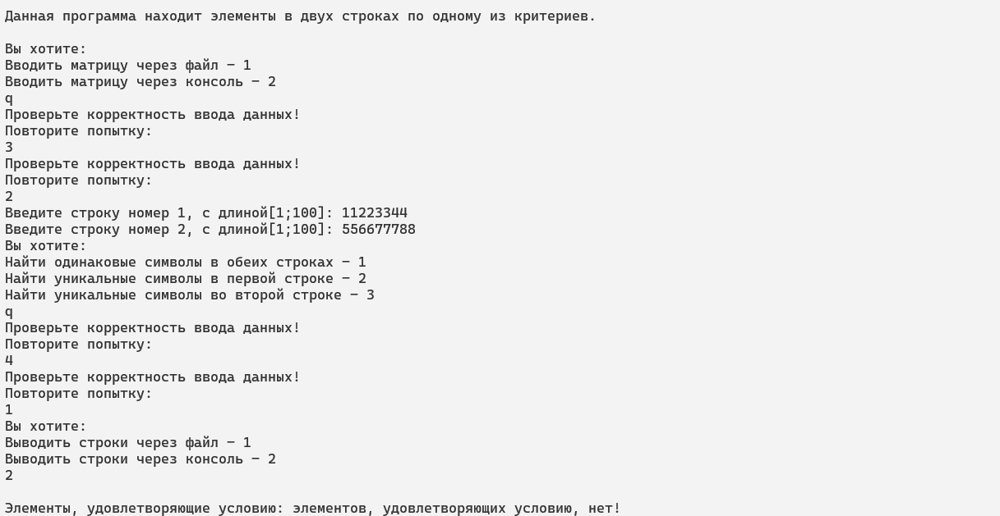 Данная программа находит элементы в двух строках по одному из критериев.
Вы хотите:
Вводить матрицу через файл – 1
Вводить матрицу через консоль – 2
q
Проверьте корректность ввода данных!
Повторите попытку:
3
Проверьте корректность ввода данных!
Повторите попытку:
2
Введите строку номер 1, с длиной[1;100]: 11223344
Введите строку номер 2, с длиной[1;100]: 556677788
Вы хотите:
Найти одинаковые символы в обеих строках – 1
Найти уникальные символы в первой строке – 2
Найти уникальные символы во второй строке – 3
q
Проверьте корректность ввода данных!
Повторите попытку:
4
Проверьте корректность ввода данных!
Повторите попытку:
1
Вы хотите:
Выводить строки через файл – 1
Выводить строки через консоль – 2
2
Элементы, удовлетворяющие условию: элементов, удовлетворяющих условию, нет!